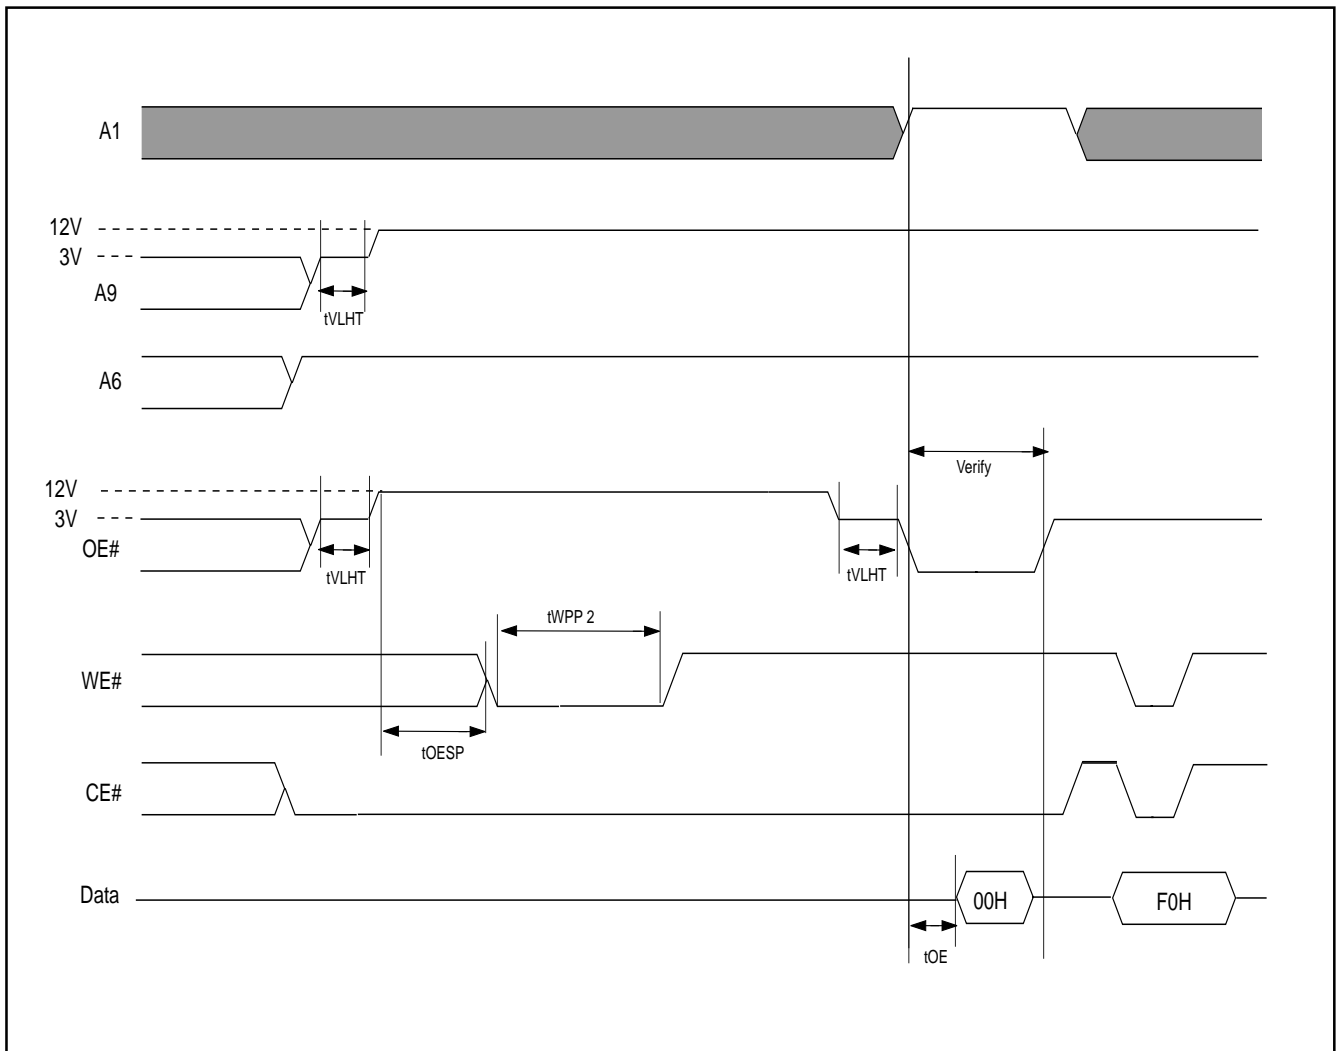 A1
12V
3V
A9
tVLHT
A6
Verify
12V
3V
OE#
tVLHT
tVLHT
tWPP 2
WE#
tOESP
CE#
Data
00H
F0H
tOE